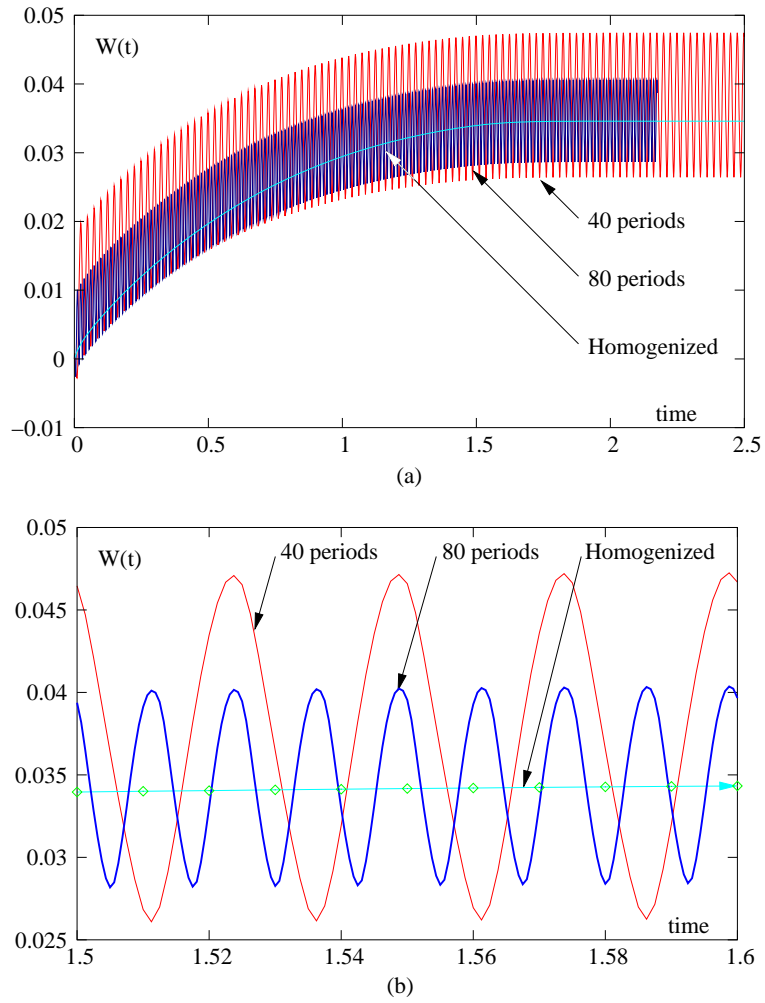 0.05
W(t)
0.04
0.03
0.02
40 periods
80 periods
0.01
Homogenized
0
time
−0.01
0 0.5 1 1.5 2 2.5
(a)
0.05
W(t) 40 periods 80 periods Homogenized
0.045
0.04
0.035
0.03
time
0.025
1.5 1.52 1.54 1.56 1.58 1.6
(b)